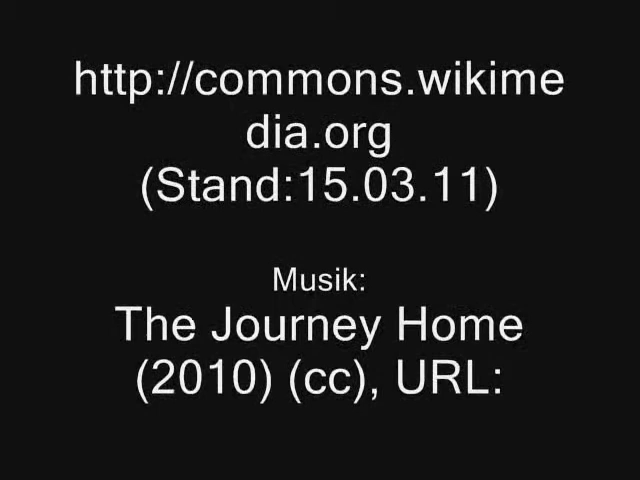 http://commons.wikime
dia.org
(Stand:15.03.11)
Musik:
The Journey Home
(2010) (cc), URL: